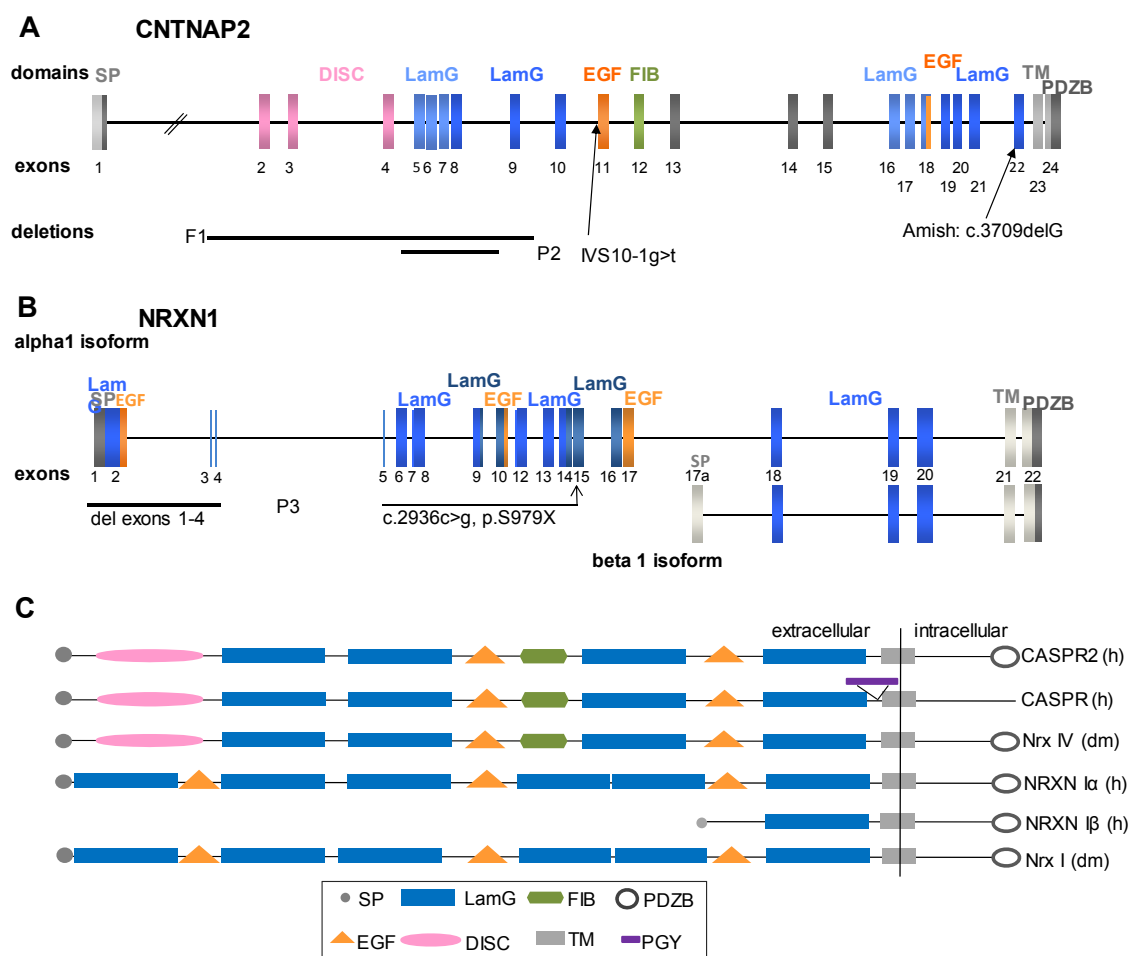 A
CNTNAP2
domains SP DISC LamG LamG EGF FIB LamG EGF LamG TM PDZB
exons 1 2 3 4 5 6 7 8 9 10 11 12 13 14 15 16 17 18 19 20 21 22 23 24
deletions F1 P2 IVS10-1g>t Amish: c.3709delG
B
NRXN1
alpha1 isoform
LamG SP EGF LamG LamG EGF LamG LamG EGF LamG TM PDZB
exons 1 2 3 4 5 6 7 8 9 10 12 13 14 15 16 17 SP 17a 18 19 20 21 22
del exons 1-4 P3 c.2936c>g, p.S979X
beta 1 isoform
C
extracellular intracellular
CASPR2 (h)
CASPR (h)
Nrx IV (dm)
NRXN Iα (h)
NRXN Iβ (h)
Nrx I (dm)
SP LamG FIB PDZB
EGF DISC TM PGY